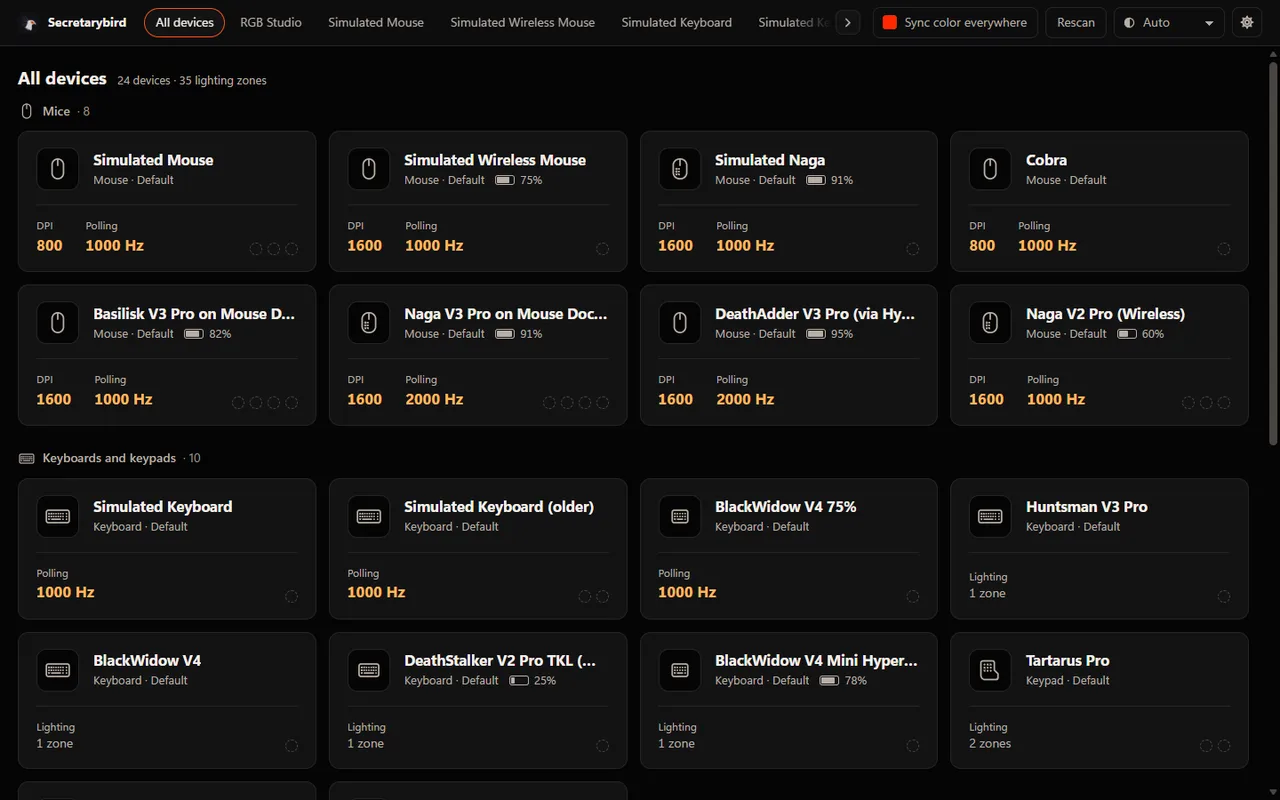 Secretarybird All devices RGB Studio Simulated Mouse Simulated Wireless Mouse Simulated Keyboard Simulated Sync color everywhere Rescan Auto
All devices 24 devices · 35 lighting zones
Mice · 8
Simulated Mouse
Mouse · Default
DPI Polling
800 1000 Hz
Simulated Wireless Mouse
Mouse · Default 75%
DPI Polling
1600 1000 Hz
Simulated Naga
Mouse · Default 91%
DPI Polling
1600 1000 Hz
Cobra
Mouse · Default
DPI Polling
800 1000 Hz
Basilisk V3 Pro on Mouse D...
Mouse · Default 82%
DPI Polling
1600 1000 Hz
Naga V3 Pro on Mouse Doc...
Mouse · Default 91%
DPI Polling
1600 2000 Hz
DeathAdder V3 Pro (via Hy...
Mouse · Default 95%
DPI Polling
1600 2000 Hz
Naga V2 Pro (Wireless)
Mouse · Default 60%
DPI Polling
1600 1000 Hz
Keyboards and keypads · 10
Simulated Keyboard
Keyboard · Default
Polling
1000 Hz
Simulated Keyboard (older)
Keyboard · Default
Polling
1000 Hz
BlackWidow V4 75%
Keyboard · Default
Polling
1000 Hz
Huntsman V3 Pro
Keyboard · Default
Lighting
1 zone
BlackWidow V4
Keyboard · Default
Lighting
1 zone
DeathStalker V2 Pro TKL (...
Keyboard · Default 25%
Lighting
1 zone
BlackWidow V4 Mini Hyper...
Keyboard · Default 78%
Lighting
1 zone
Tartarus Pro
Keypad · Default
Lighting
2 zones